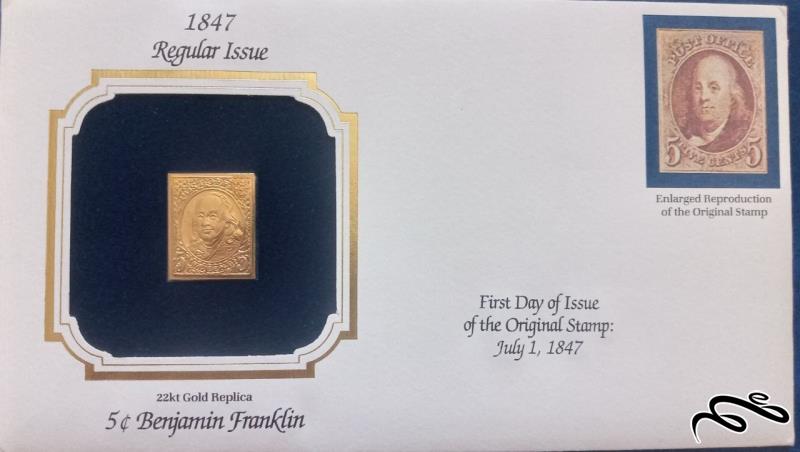 1847
Regular Issue
POST OFFICE
5 FIVE CENTS 5
Enlarged Reproduction
of the Original Stamp
First Day of Issue
of the Original Stamp:
July 1, 1847
22kt Gold Replica
5¢ Benjamin Franklin